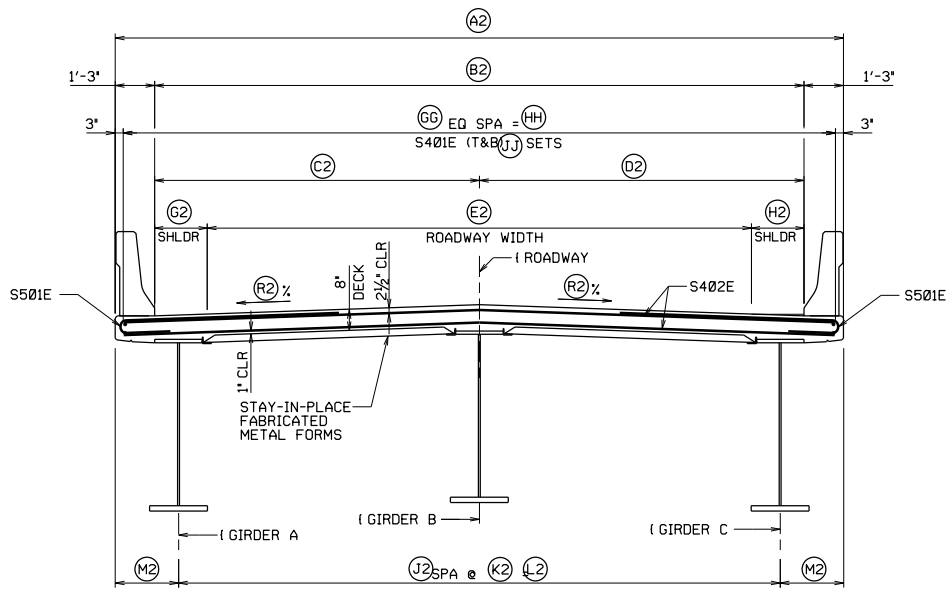 A2
1'-3" B2 1'-3"
3" GG EQ SPA = HH 3"
S401E (T&B) JJ SETS
C2 D2
G2 E2 H2
SHLDR ROADWAY WIDTH SHLDR
ROADWAY
R2 % 8" DECK 2½" CLR R2 % S402E
S501E S501E
1" CLR
STAY-IN-PLACE
FABRICATED
METAL FORMS
GIRDER A GIRDER B GIRDER C
M2 J2 SPA @ K2 = L2 M2